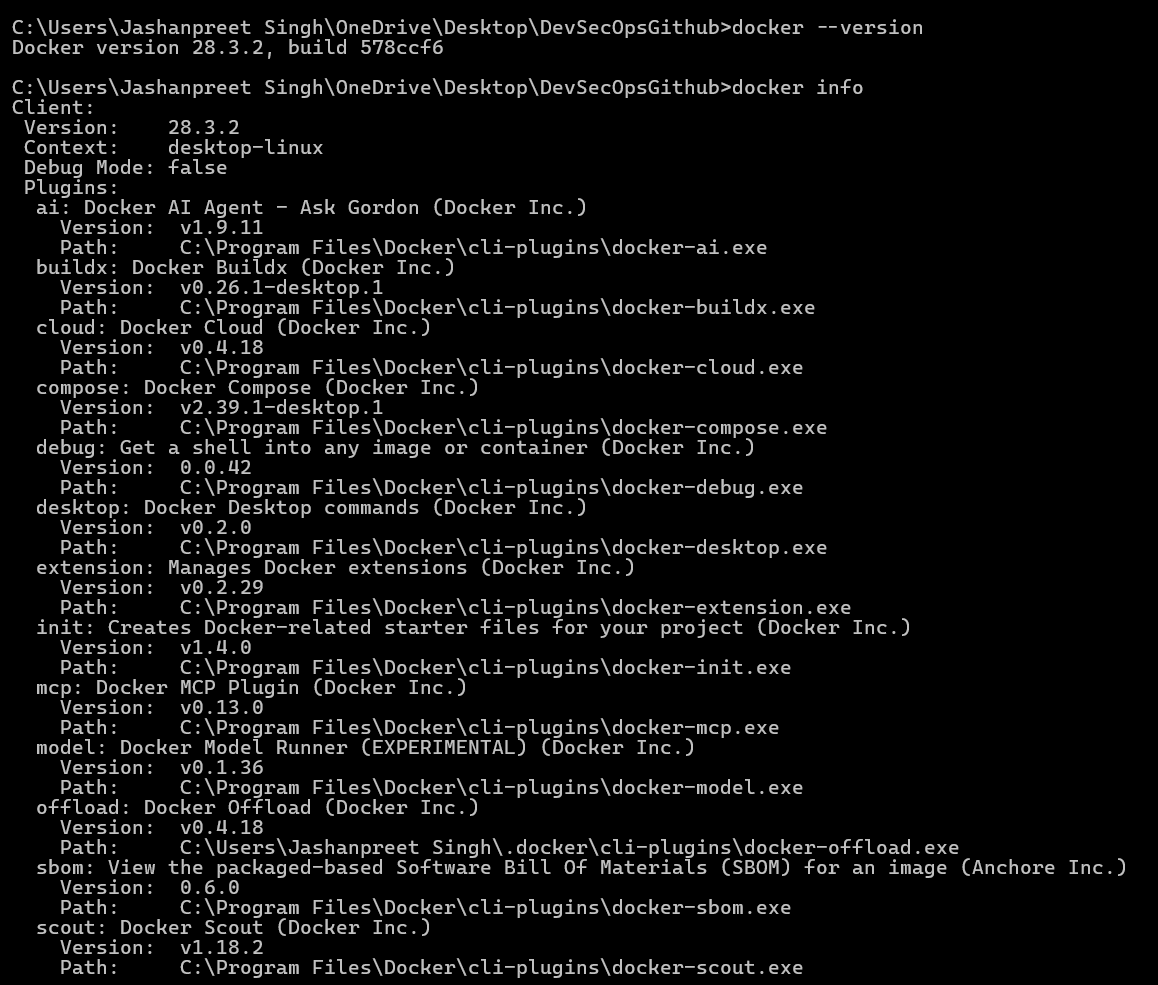 C:\Users\Jashanpreet Singh\OneDrive\Desktop\DevSecOpsGithub>docker --version
Docker version 28.3.2, build 578ccf6

C:\Users\Jashanpreet Singh\OneDrive\Desktop\DevSecOpsGithub>docker info
Client:
 Version:    28.3.2
 Context:    desktop-linux
 Debug Mode: false
 Plugins:
  ai: Docker AI Agent - Ask Gordon (Docker Inc.)
    Version:  v1.9.11
    Path:     C:\Program Files\Docker\cli-plugins\docker-ai.exe
  buildx: Docker Buildx (Docker Inc.)
    Version:  v0.26.1-desktop.1
    Path:     C:\Program Files\Docker\cli-plugins\docker-buildx.exe
  cloud: Docker Cloud (Docker Inc.)
    Version:  v0.4.18
    Path:     C:\Program Files\Docker\cli-plugins\docker-cloud.exe
  compose: Docker Compose (Docker Inc.)
    Version:  v2.39.1-desktop.1
    Path:     C:\Program Files\Docker\cli-plugins\docker-compose.exe
  debug: Get a shell into any image or container (Docker Inc.)
    Version:  0.0.42
    Path:     C:\Program Files\Docker\cli-plugins\docker-debug.exe
  desktop: Docker Desktop commands (Docker Inc.)
    Version:  v0.2.0
    Path:     C:\Program Files\Docker\cli-plugins\docker-desktop.exe
  extension: Manages Docker extensions (Docker Inc.)
    Version:  v0.2.29
    Path:     C:\Program Files\Docker\cli-plugins\docker-extension.exe
  init: Creates Docker-related starter files for your project (Docker Inc.)
    Version:  v1.4.0
    Path:     C:\Program Files\Docker\cli-plugins\docker-init.exe
  mcp: Docker MCP Plugin (Docker Inc.)
    Version:  v0.13.0
    Path:     C:\Program Files\Docker\cli-plugins\docker-mcp.exe
  model: Docker Model Runner (EXPERIMENTAL) (Docker Inc.)
    Version:  v0.1.36
    Path:     C:\Program Files\Docker\cli-plugins\docker-model.exe
  offload: Docker Offload (Docker Inc.)
    Version:  v0.4.18
    Path:     C:\Users\Jashanpreet Singh\.docker\cli-plugins\docker-offload.exe
  sbom: View the packaged-based Software Bill Of Materials (SBOM) for an image (Anchore Inc.)
    Version:  0.6.0
    Path:     C:\Program Files\Docker\cli-plugins\docker-sbom.exe
  scout: Docker Scout (Docker Inc.)
    Version:  v1.18.2
    Path:     C:\Program Files\Docker\cli-plugins\docker-scout.exe